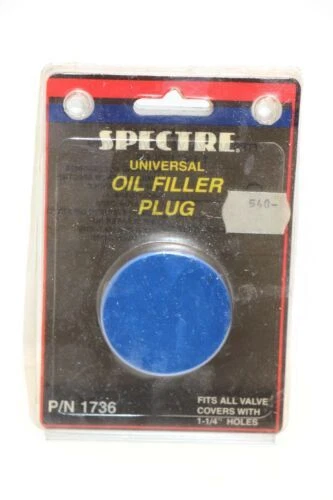 SPECTRE®
UNIVERSAL
OIL FILLER
PLUG
540-
P/N 1736
FITS ALL VALVE
COVERS WITH
1-1/4" HOLES